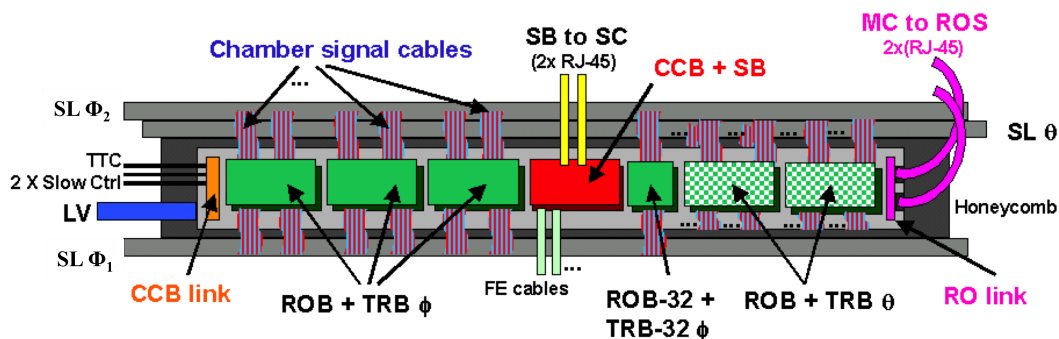 Chamber signal cables
...
SB to SC
(2x RJ-45)
CCB + SB
MC to ROS
2x(RJ-45)
SL Φ₂
SL θ
... ... ... ...
TTC
2 X Slow Ctrl
LV
Honeycomb
... ... ... ...
SL Φ₁
CCB link
ROB + TRB ϕ
FE cables
...
ROB-32 +
TRB-32 ϕ
ROB + TRB θ
RO link